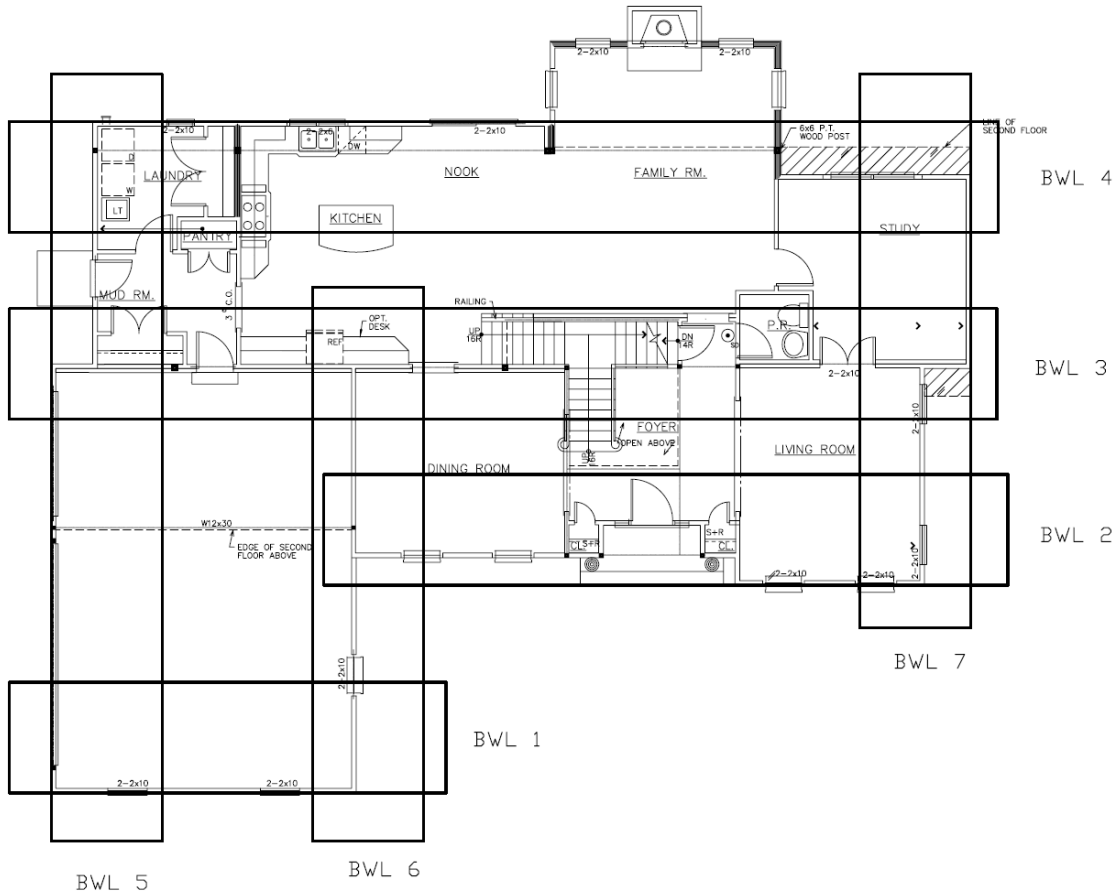 2-2x10
2-2x10
2-2x10
2-2x10
6x6 P.T.
WOOD POST
LINE OF
SECOND FLOOR
DW
D
LAUNDRY
NOOK
FAMILY RM.
BWL 4
W
LT
KITCHEN
STUDY
PANTRY
MUD RM.
3° C.O.
RAILING
OPT.
DESK
REF
UP
16R
DN
14R
SD
P.R.
2-2x10
BWL 3
2-2x10
FOYER
OPEN ABOVE
LIVING ROOM
DINING ROOM
UP
16R
W12x30
EDGE OF SECOND
FLOOR ABOVE
CL
S+R
S+R
CL
BWL 2
2-2x10
2-2x10
2-2x10
BWL 7
2-2x10
BWL 1
2-2x10
2-2x10
BWL 5
BWL 6